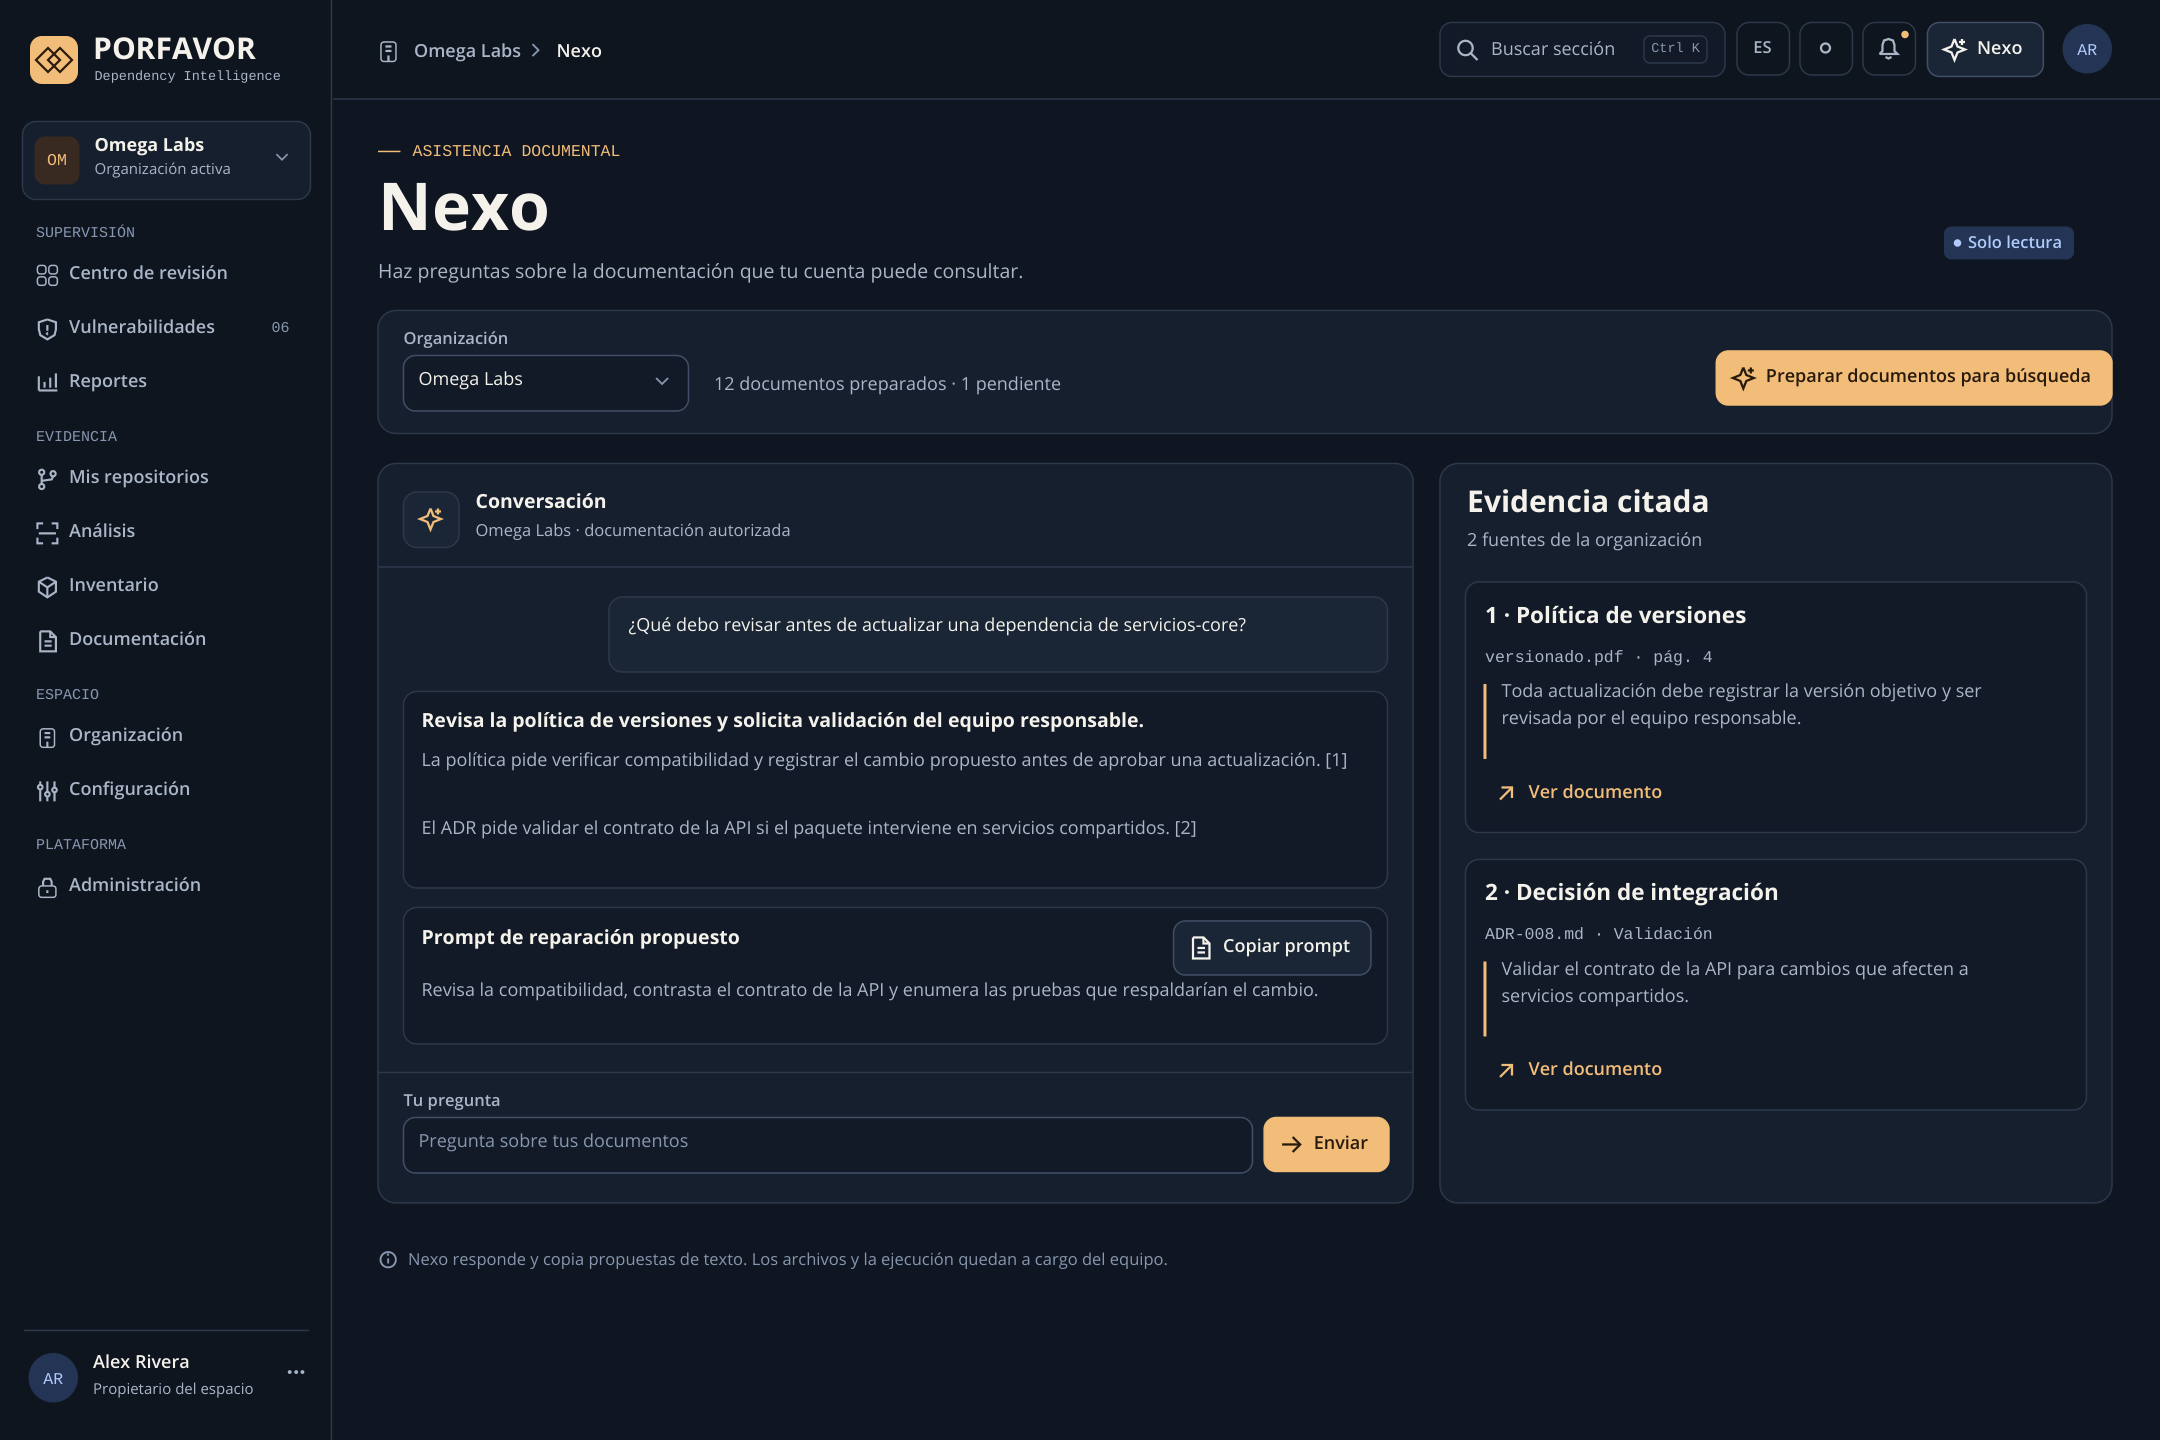 PORFAVOR
Dependency Intelligence
OM
Omega Labs
Organización activa
SUPERVISIÓN
Centro de revisión
Vulnerabilidades 06
Reportes
EVIDENCIA
Mis repositorios
Análisis
Inventario
Documentación
ESPACIO
Organización
Configuración
PLATAFORMA
Administración
AR
Alex Rivera
Propietario del espacio
Omega Labs > Nexo
Buscar sección Ctrl K
ES
Nexo
AR
ASISTENCIA DOCUMENTAL
Nexo
Haz preguntas sobre la documentación que tu cuenta puede consultar.
Solo lectura
Organización
Omega Labs
12 documentos preparados · 1 pendiente
Preparar documentos para búsqueda
Conversación
Omega Labs · documentación autorizada
¿Qué debo revisar antes de actualizar una dependencia de servicios-core?
Revisa la política de versiones y solicita validación del equipo responsable.
La política pide verificar compatibilidad y registrar el cambio propuesto antes de aprobar una actualización. [1]
El ADR pide validar el contrato de la API si el paquete interviene en servicios compartidos. [2]
Prompt de reparación propuesto
Copiar prompt
Revisa la compatibilidad, contrasta el contrato de la API y enumera las pruebas que respaldarían el cambio.
Tu pregunta
Pregunta sobre tus documentos
Enviar
Evidencia citada
2 fuentes de la organización
1 · Política de versiones
versionado.pdf · pág. 4
Toda actualización debe registrar la versión objetivo y ser
revisada por el equipo responsable.
Ver documento
2 · Decisión de integración
ADR-008.md · Validación
Validar el contrato de la API para cambios que afecten a
servicios compartidos.
Ver documento
Nexo responde y copia propuestas de texto. Los archivos y la ejecución quedan a cargo del equipo.